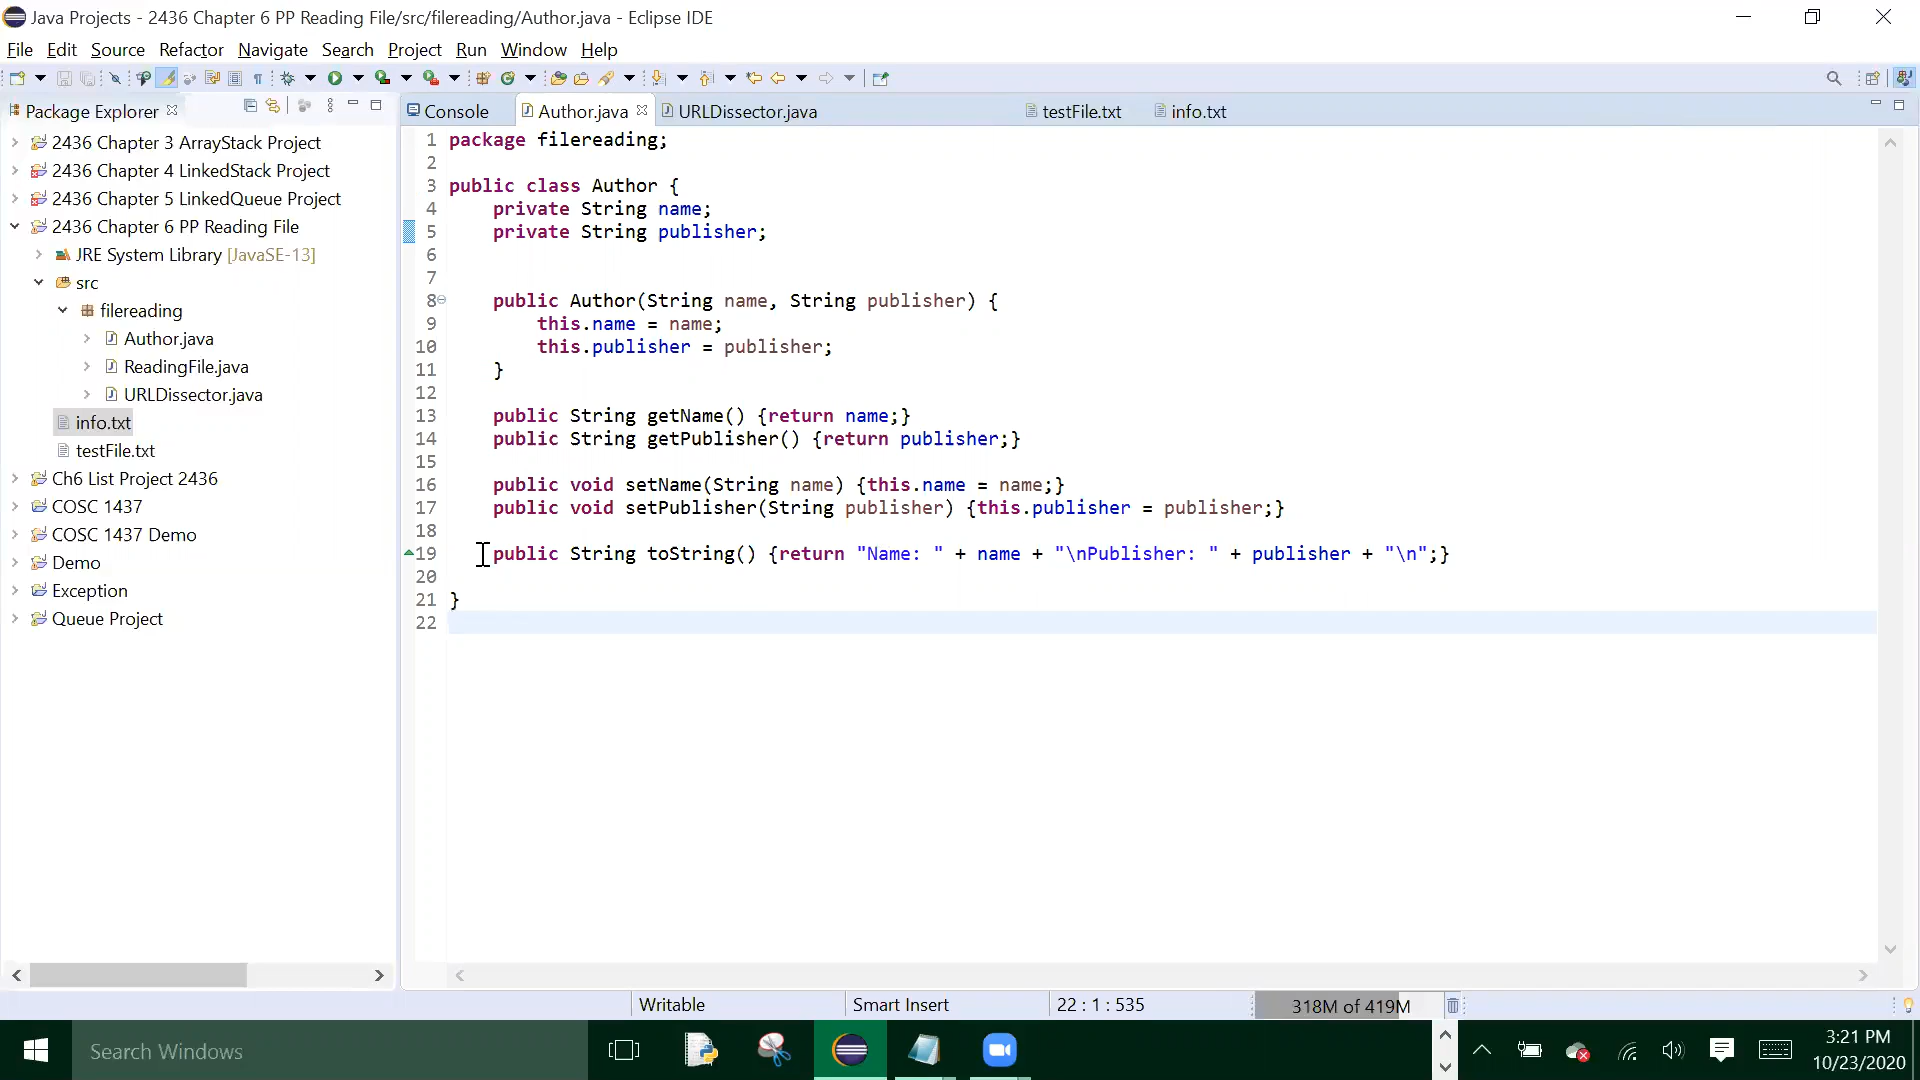 Java Projects - 2436 Chapter 6 PP Reading File/src/filereading/Author.java - Eclipse IDE
File Edit Source Refactor Navigate Search Project Run Window Help
Package Explorer
2436 Chapter 3 ArrayStack Project
2436 Chapter 4 LinkedStack Project
2436 Chapter 5 LinkedQueue Project
2436 Chapter 6 PP Reading File
JRE System Library [JavaSE-13]
src
filereading
Author.java
ReadingFile.java
URLDissector.java
info.txt
testFile.txt
Ch6 List Project 2436
COSC 1437
COSC 1437 Demo
Demo
Exception
Queue Project
Console Author.java URLDissector.java testFile.txt info.txt
1 package filereading;
2
3 public class Author {
4 private String name;
5 private String publisher;
6
7
8 public Author(String name, String publisher) {
9 this.name = name;
10 this.publisher = publisher;
11 }
12
13 public String getName() {return name;}
14 public String getPublisher() {return publisher;}
15
16 public void setName(String name) {this.name = name;}
17 public void setPublisher(String publisher) {this.publisher = publisher;}
18
19 public String toString() {return "Name: " + name + "\nPublisher: " + publisher + "\n";}
20
21 }
22
Writable Smart Insert 22 : 1 : 535 318M of 419M
Search Windows
3:21 PM
10/23/2020